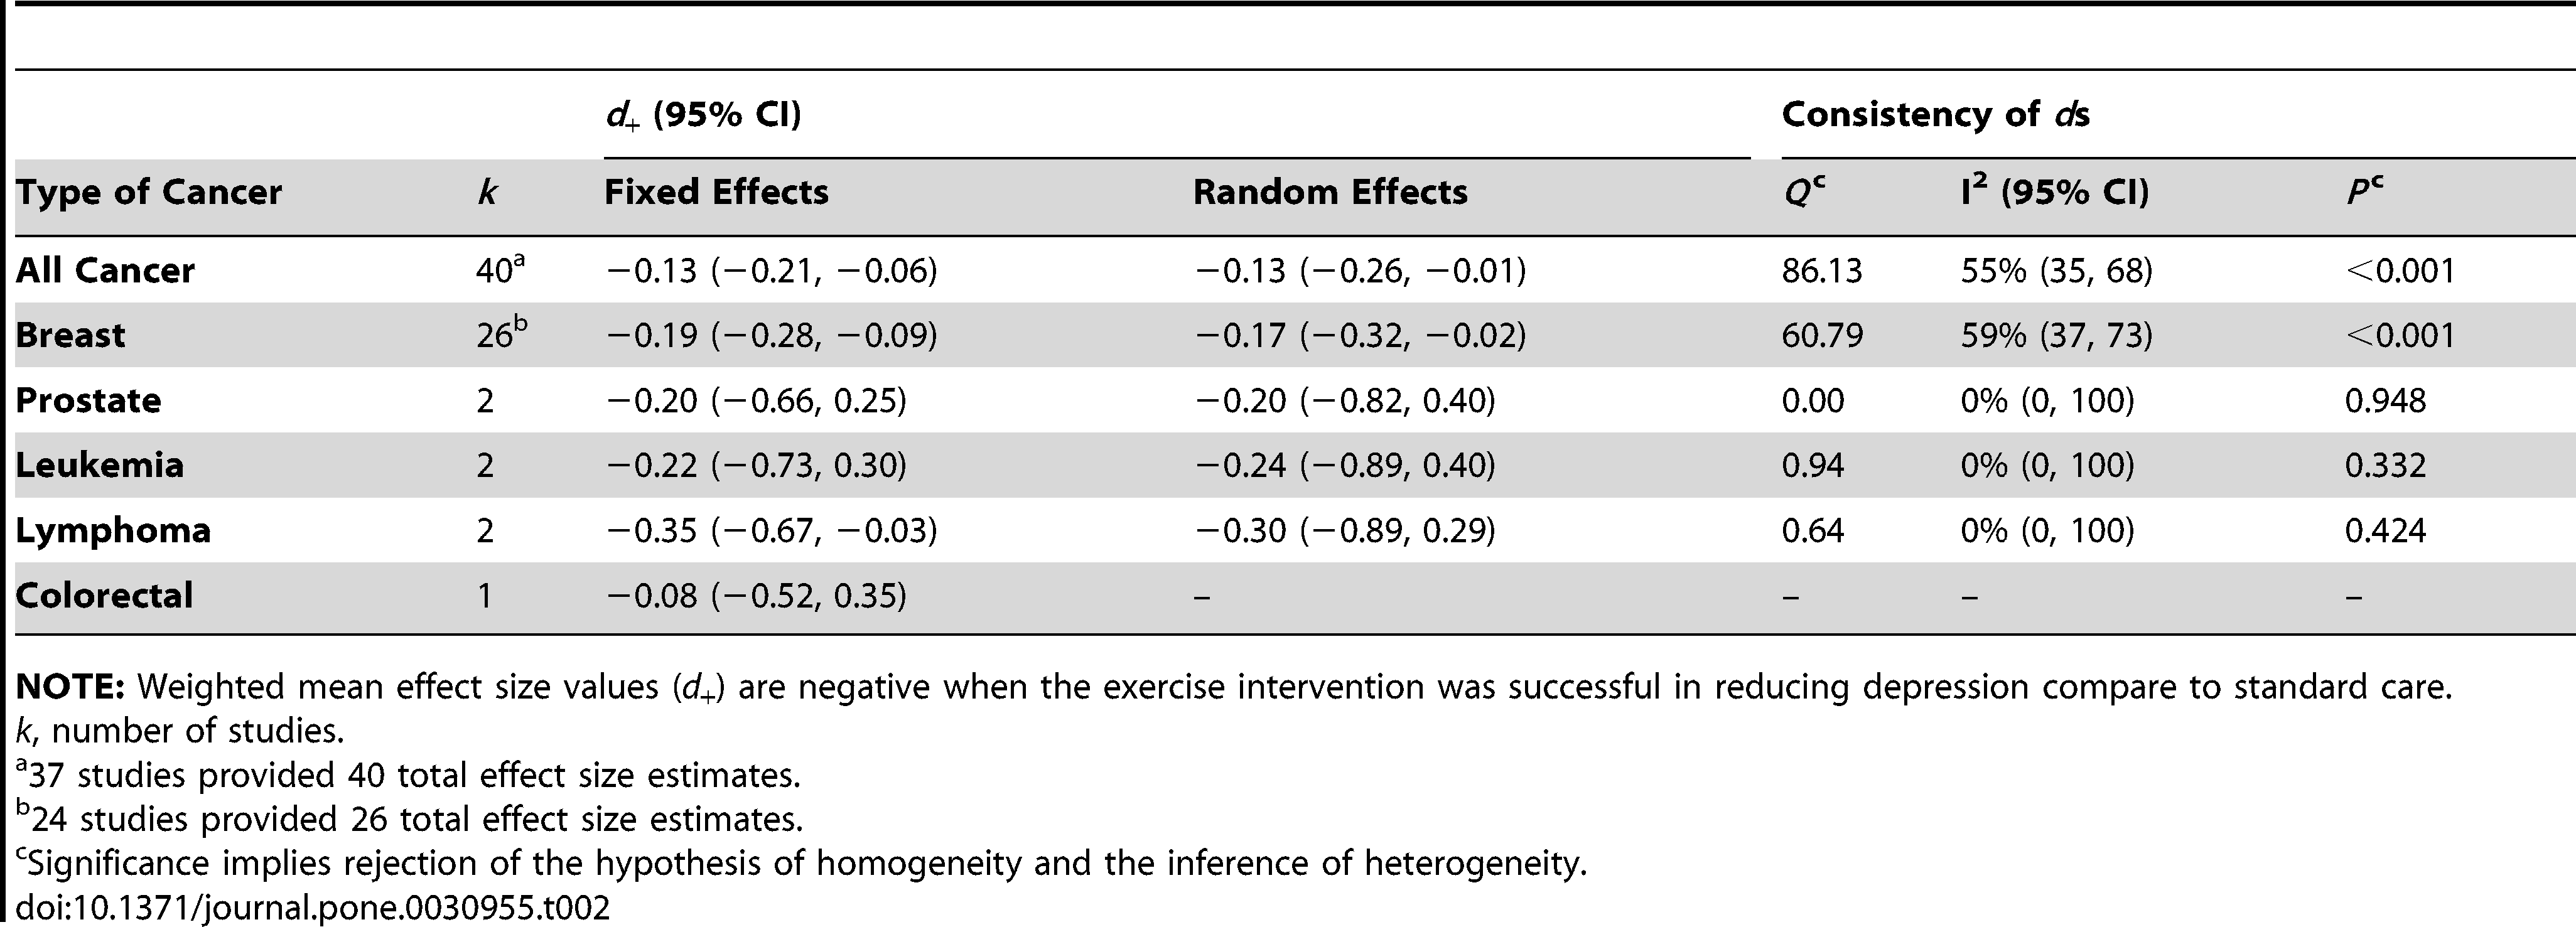 d+ (95% CI) Consistency of ds
Type of Cancer k Fixed Effects Random Effects Qc I2 (95% CI) Pc
All Cancer 40a −0.13 (−0.21, −0.06) −0.13 (−0.26, −0.01) 86.13 55% (35, 68) <0.001
Breast 26b −0.19 (−0.28, −0.09) −0.17 (−0.32, −0.02) 60.79 59% (37, 73) <0.001
Prostate 2 −0.20 (−0.66, 0.25) −0.20 (−0.82, 0.40) 0.00 0% (0, 100) 0.948
Leukemia 2 −0.22 (−0.73, 0.30) −0.24 (−0.89, 0.40) 0.94 0% (0, 100) 0.332
Lymphoma 2 −0.35 (−0.67, −0.03) −0.30 (−0.89, 0.29) 0.64 0% (0, 100) 0.424
Colorectal 1 −0.08 (−0.52, 0.35) – – – –
NOTE: Weighted mean effect size values (d+) are negative when the exercise intervention was successful in reducing depression compare to standard care.
k, number of studies.
a37 studies provided 40 total effect size estimates.
b24 studies provided 26 total effect size estimates.
cSignificance implies rejection of the hypothesis of homogeneity and the inference of heterogeneity.
doi:10.1371/journal.pone.0030955.t002